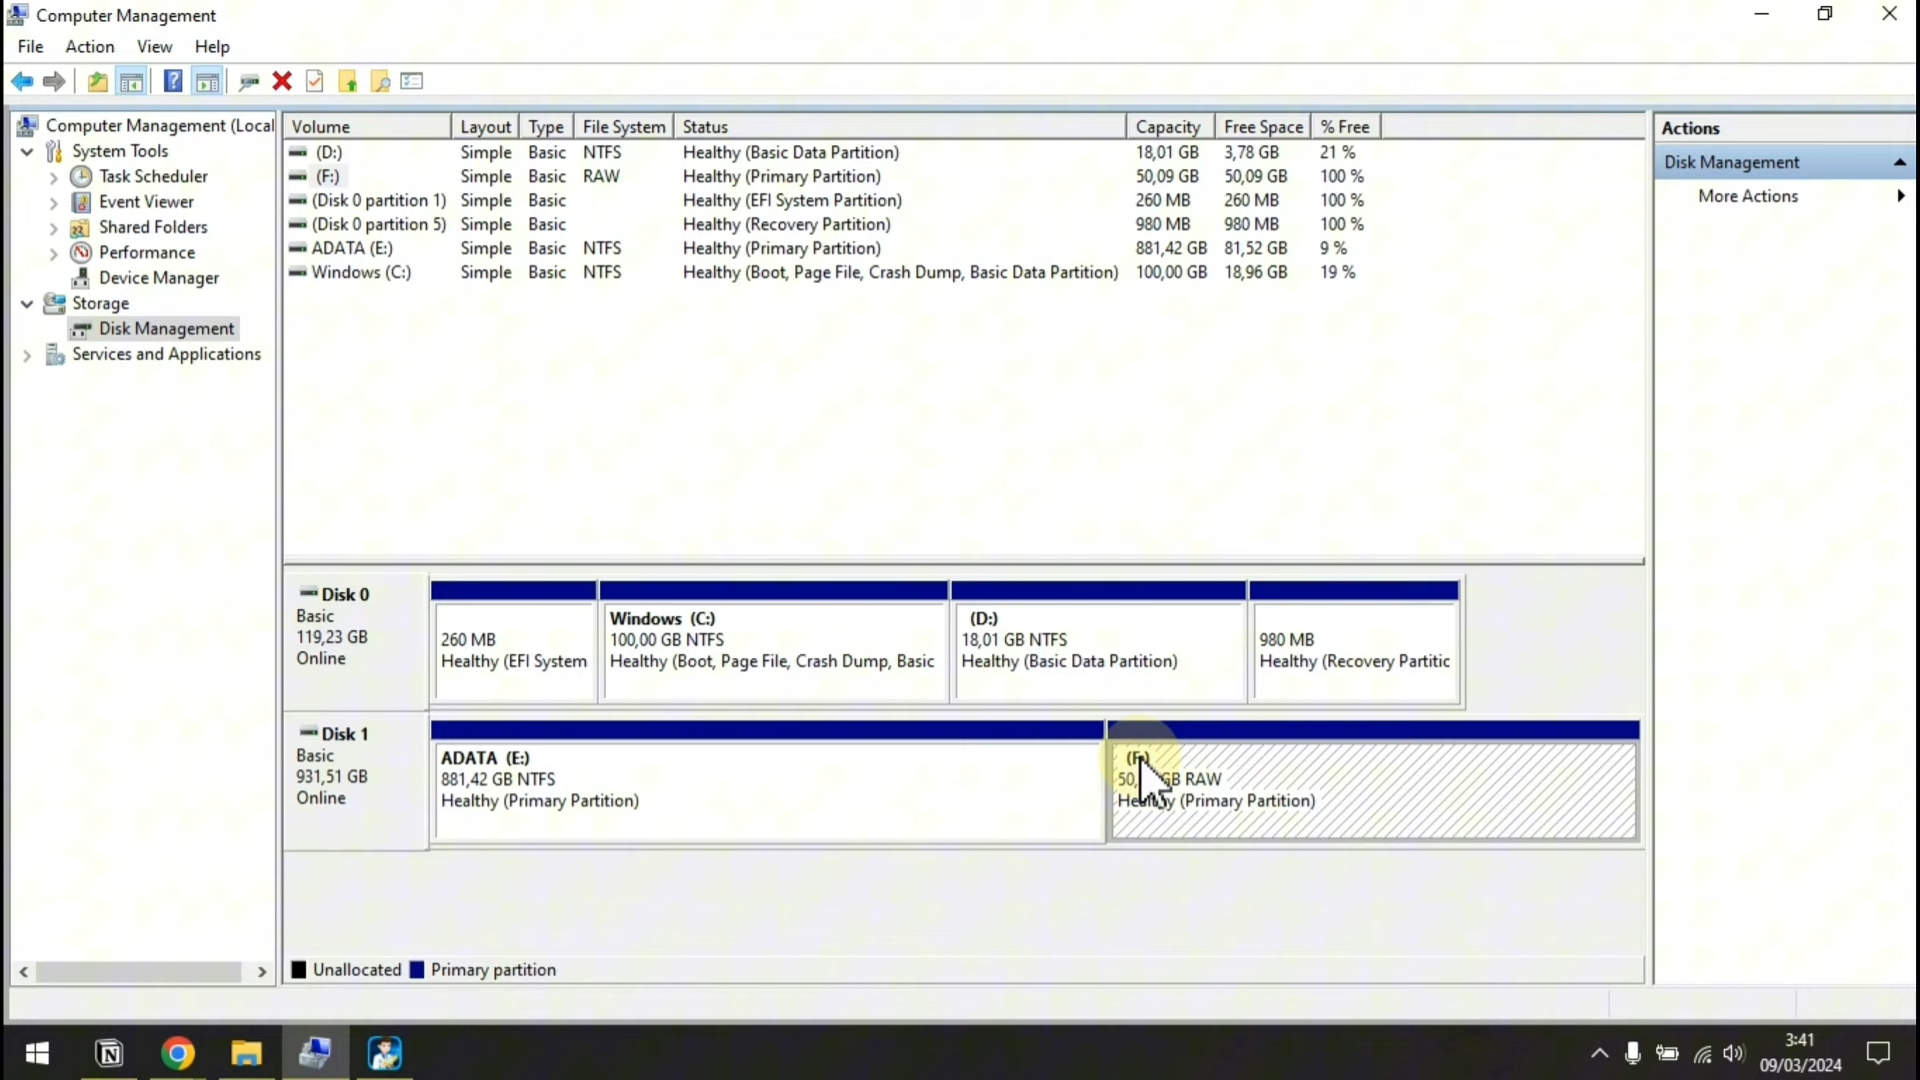 Computer Management
File Action View Help
Computer Management (Local
System Tools
Task Scheduler
Event Viewer
Shared Folders
Performance
Device Manager
Storage
Disk Management
Services and Applications
Volume Layout Type File System Status Capacity Free Space % Free
(D:) Simple Basic NTFS Healthy (Basic Data Partition) 18,01 GB 3,78 GB 21 %
(F:) Simple Basic RAW Healthy (Primary Partition) 50,09 GB 50,09 GB 100 %
(Disk 0 partition 1) Simple Basic Healthy (EFI System Partition) 260 MB 260 MB 100 %
(Disk 0 partition 5) Simple Basic Healthy (Recovery Partition) 980 MB 980 MB 100 %
ADATA (E:) Simple Basic NTFS Healthy (Primary Partition) 881,42 GB 81,52 GB 9 %
Windows (C:) Simple Basic NTFS Healthy (Boot, Page File, Crash Dump, Basic Data Partition) 100,00 GB 18,96 GB 19 %
Actions
Disk Management
More Actions
Disk 0
Basic
119,23 GB
Online
260 MB
Healthy (EFI System
Windows (C:)
100,00 GB NTFS
Healthy (Boot, Page File, Crash Dump, Basic
(D:)
18,01 GB NTFS
Healthy (Basic Data Partition)
980 MB
Healthy (Recovery Partitic
Disk 1
Basic
931,51 GB
Online
ADATA (E:)
881,42 GB NTFS
Healthy (Primary Partition)
GB RAW
(Primary Partition)
Unallocated Primary partition
3:41
09/03/2024